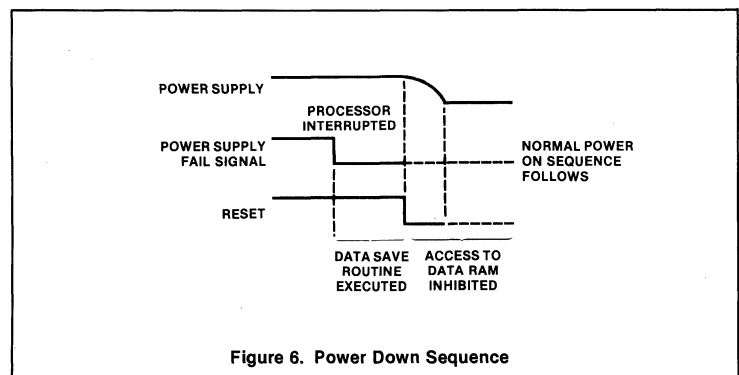 POWER SUPPLY
PROCESSOR
INTERRUPTED
POWER SUPPLY
FAIL SIGNAL
NORMAL POWER
ON SEQUENCE
FOLLOWS
RESET
DATA SAVE
ROUTINE
EXECUTED
ACCESS TO
DATA RAM
INHIBITED
Figure 6. Power Down Sequence